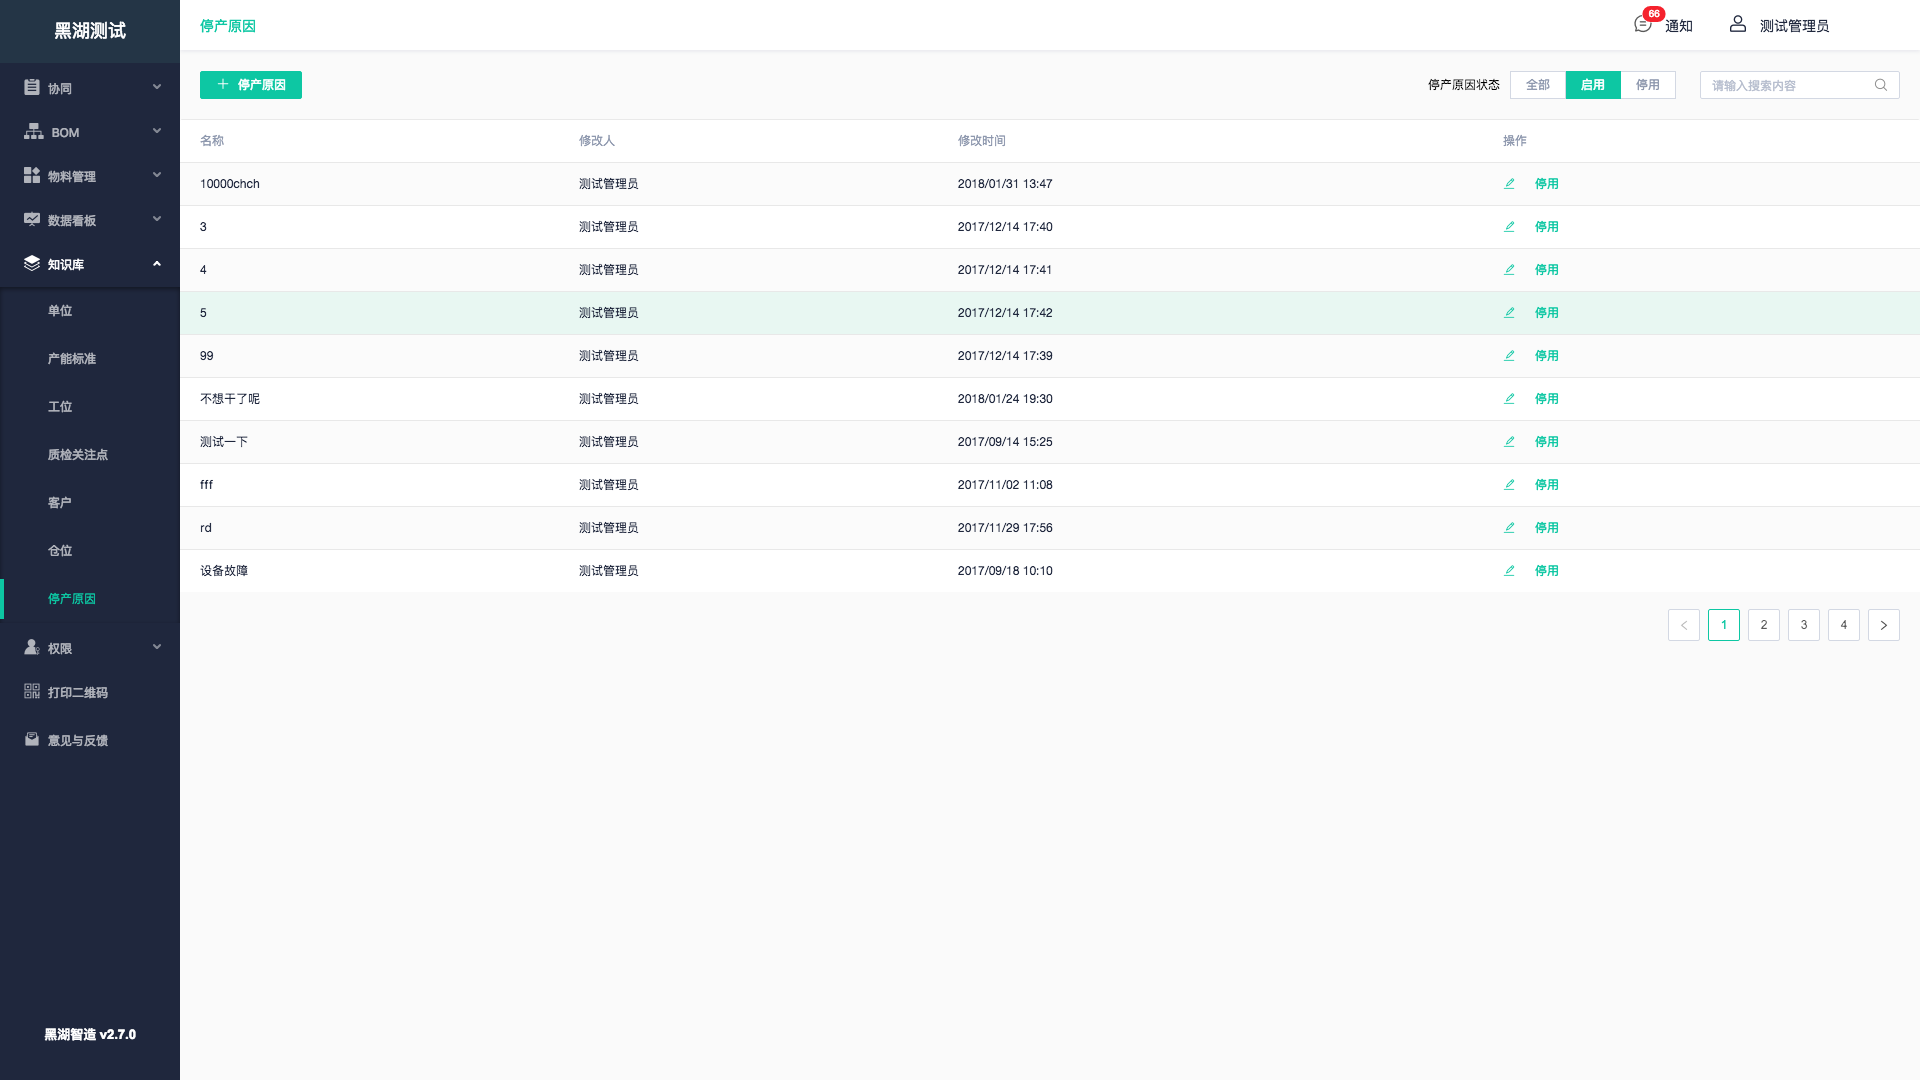 黑湖测试
协同
BOM
物料管理
数据看板
知识库
单位
产能标准
工位
质检关注点
客户
仓位
停产原因
权限
打印二维码
意见与反馈
黑湖智造 v2.7.0
停产原因
66
通知
测试管理员
停产原因
停产原因状态 全部 启用 停用 请输入搜索内容
名称 修改人 修改时间 操作
10000chch 测试管理员 2018/01/31 13:47 停用
3 测试管理员 2017/12/14 17:40 停用
4 测试管理员 2017/12/14 17:41 停用
5 测试管理员 2017/12/14 17:42 停用
99 测试管理员 2017/12/14 17:39 停用
不想干了呢 测试管理员 2018/01/24 19:30 停用
测试一下 测试管理员 2017/09/14 15:25 停用
fff 测试管理员 2017/11/02 11:08 停用
rd 测试管理员 2017/11/29 17:56 停用
设备故障 测试管理员 2017/09/18 10:10 停用
1 2 3 4